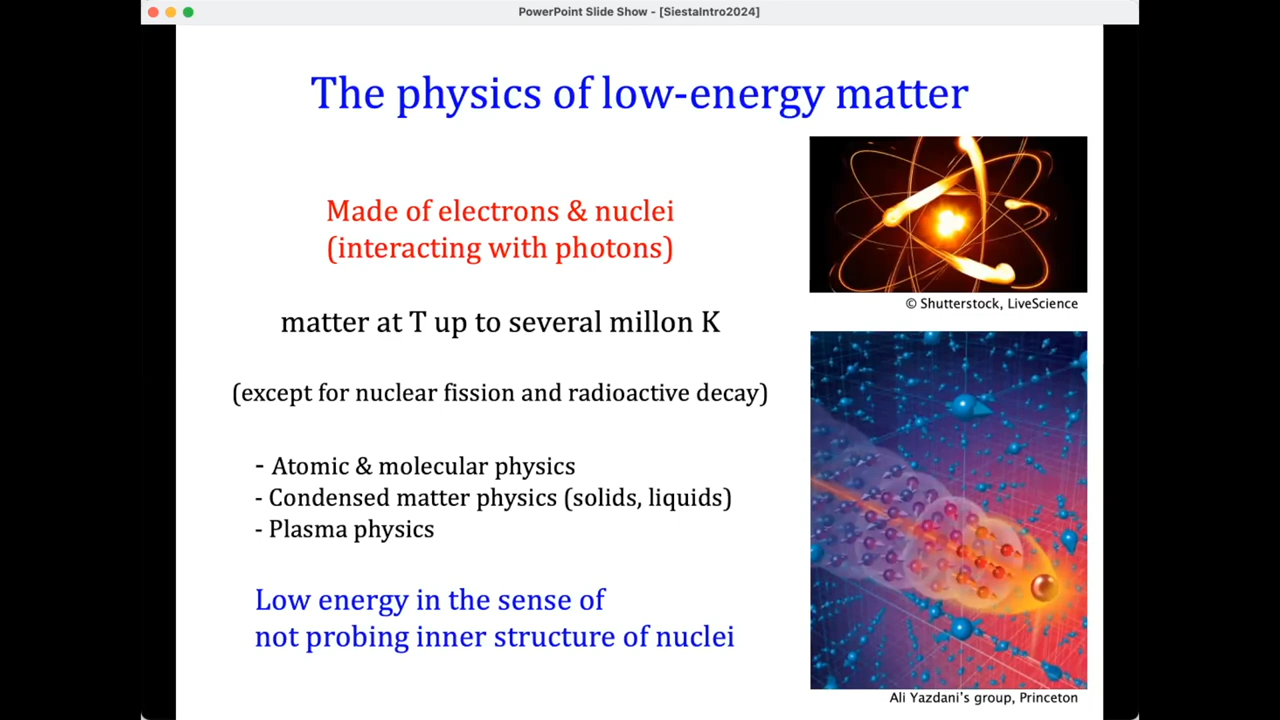 PowerPoint Slide Show - [SiestaIntro2024]
The physics of low-energy matter
Made of electrons & nuclei
(interacting with photons)
© Shutterstock, LiveScience
matter at T up to several millon K
(except for nuclear fission and radioactive decay)
- Atomic & molecular physics
- Condensed matter physics (solids, liquids)
- Plasma physics
Low energy in the sense of
not probing inner structure of nuclei
Ali Yazdani's group, Princeton